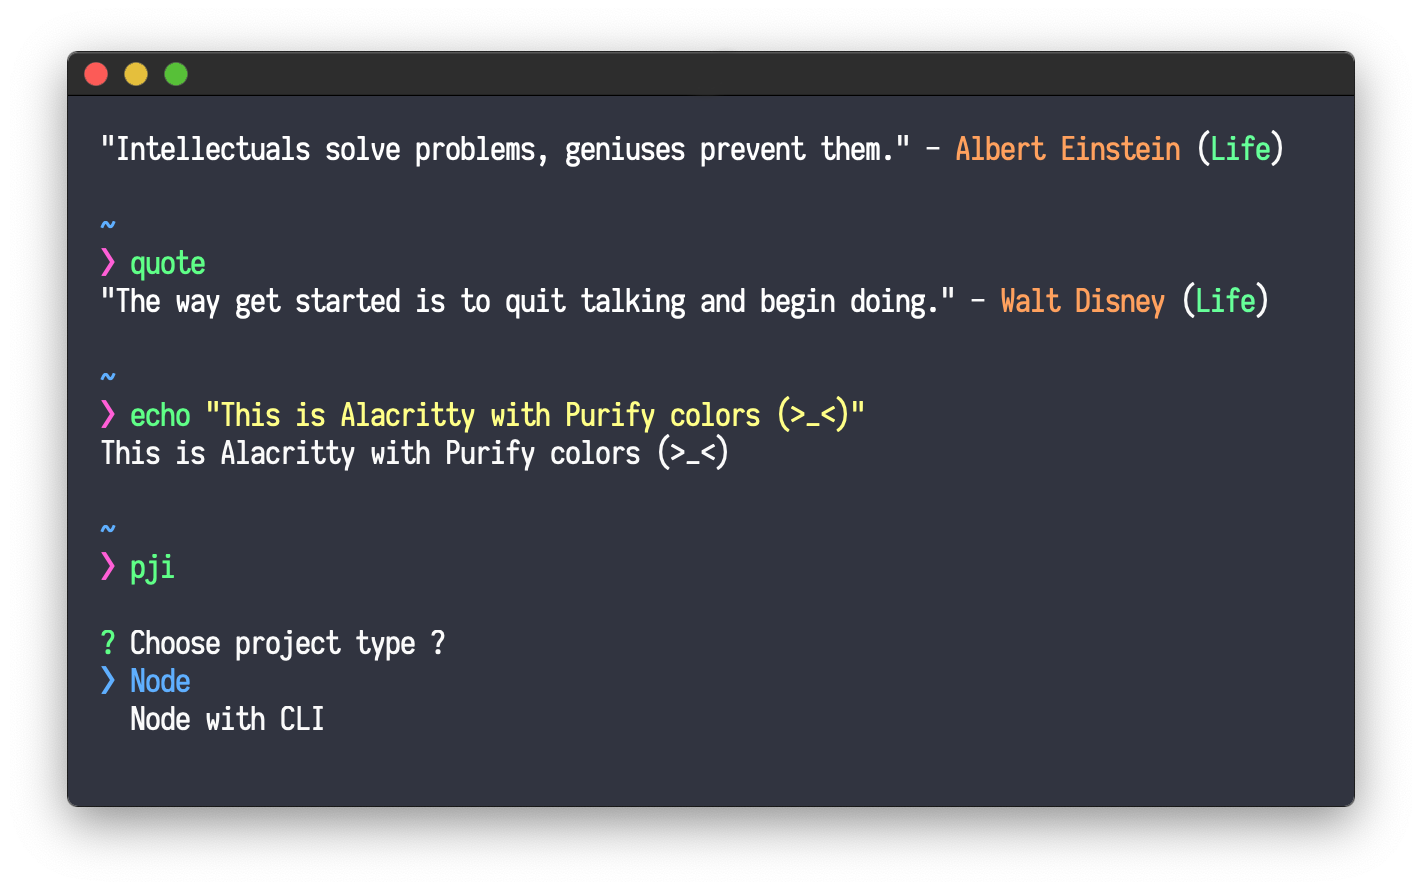 "Intellectuals solve problems, geniuses prevent them." - Albert Einstein (Life)
~
❯ quote
"The way get started is to quit talking and begin doing." - Walt Disney (Life)
~
❯ echo "This is Alacritty with Purify colors (>_<)"
This is Alacritty with Purify colors (>_<)
~
❯ pji
? Choose project type ?
❯ Node
Node with CLI